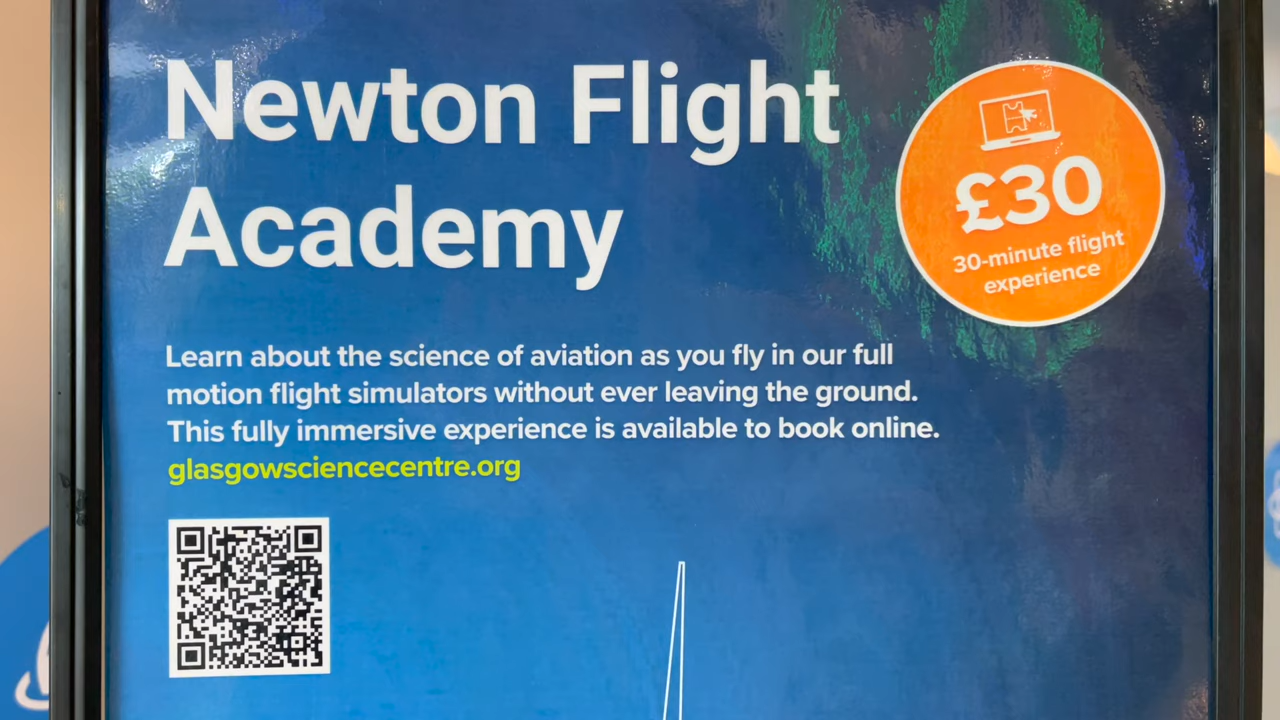 Newton Flight
Academy
£30
30-minute flight
experience
Learn about the science of aviation as you fly in our full
motion flight simulators without ever leaving the ground.
This fully immersive experience is available to book online.
glasgowsciencecentre.org